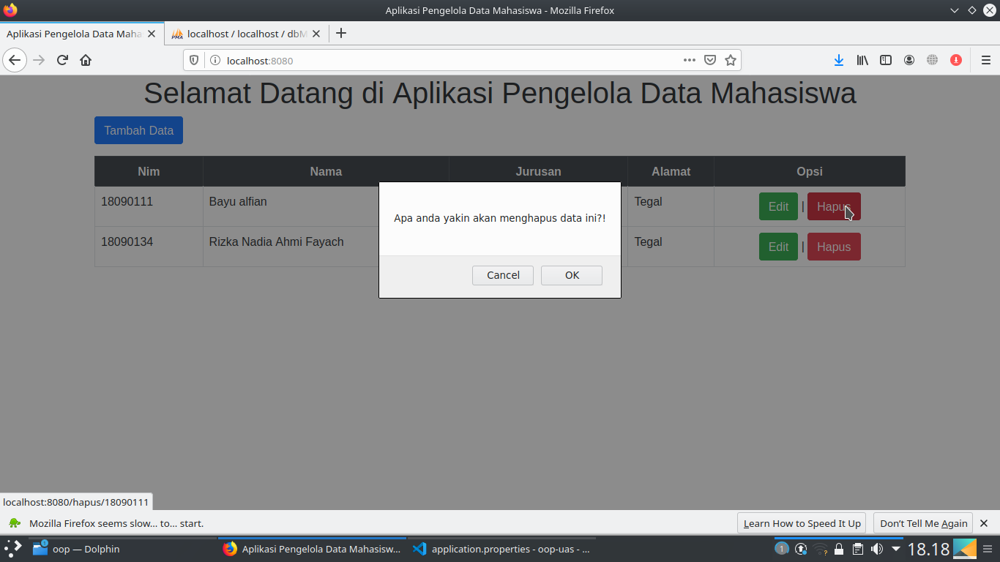 Aplikasi Pengelola Data Mahasiswa - Mozilla Firefox
Aplikasi Pengelola Data Maha
PMA localhost / localhost / dbM
localhost:8080
Selamat Datang di Aplikasi Pengelola Data Mahasiswa
Tambah Data
Nim Nama Jurusan Alamat Opsi
18090111 Bayu alfian Tegal Edit | Hapus
18090134 Rizka Nadia Ahmi Fayach Tegal Edit | Hapus
Apa anda yakin akan menghapus data ini?!
Cancel OK
localhost:8080/hapus/18090111
Mozilla Firefox seems slow... to... start. Learn How to Speed It Up Don't Tell Me Again
1 oop — Dolphin Aplikasi Pengelola Data Mahasisw... application.properties - oop-uas - ... 1 ? 18.18